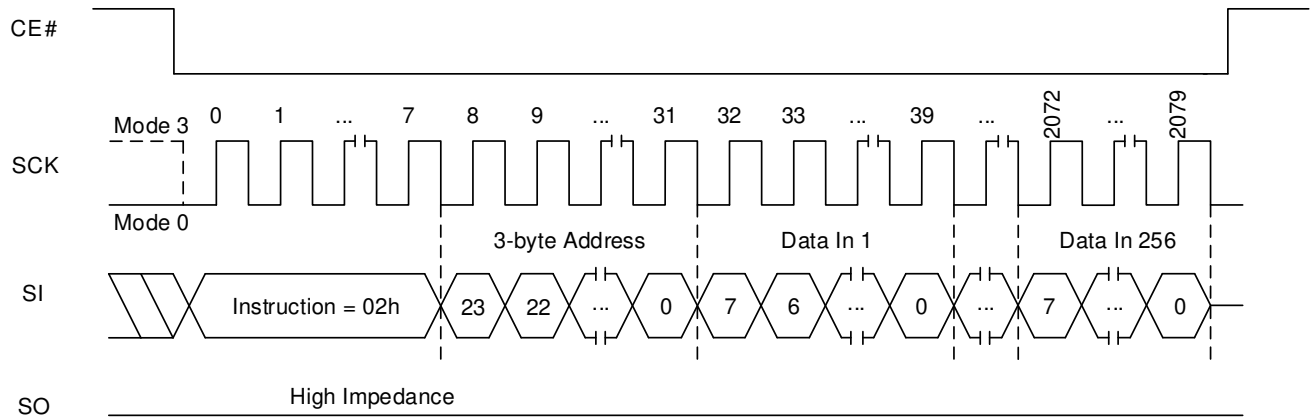 CE#
Mode 3
0 1 ... 7 8 9 ... 31 32 33 ... 39 ... 2072 ... 2079
SCK
Mode 0
3-byte Address Data In 1 Data In 256
SI
Instruction = 02h 23 22 ... 0 7 6 ... 0 ... 7 ... 0
SO
High Impedance